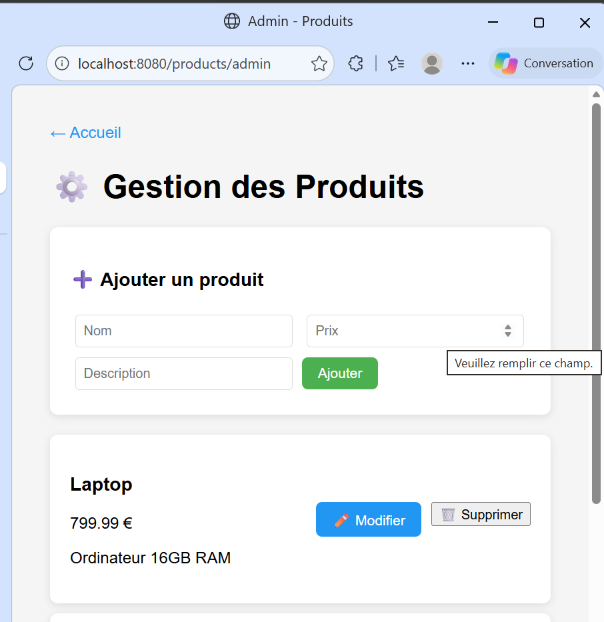 Admin - Produits
localhost:8080/products/admin
Conversation
← Accueil
Gestion des Produits
Ajouter un produit
Nom
Prix
Veuillez remplir ce champ.
Description
Ajouter
Laptop
799.99 €
Modifier
Supprimer
Ordinateur 16GB RAM